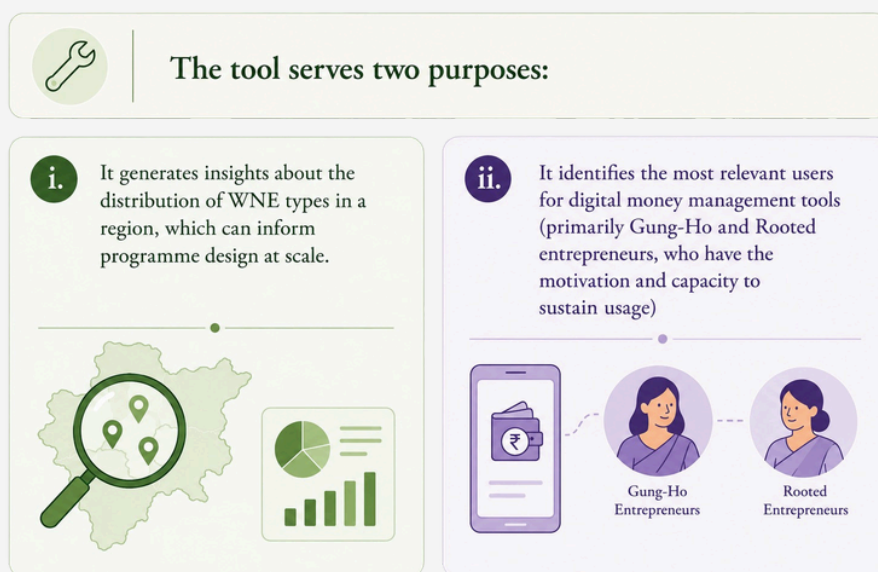 The tool serves two purposes:
i.
It generates insights about the
distribution of WNE types in a
region, which can inform
programme design at scale.
ii.
It identifies the most relevant users
for digital money management tools
(primarily Gung-Ho and Rooted
entrepreneurs, who have the
motivation and capacity to
sustain usage)
₹
Gung-Ho
Entrepreneurs
Rooted
Entrepreneurs